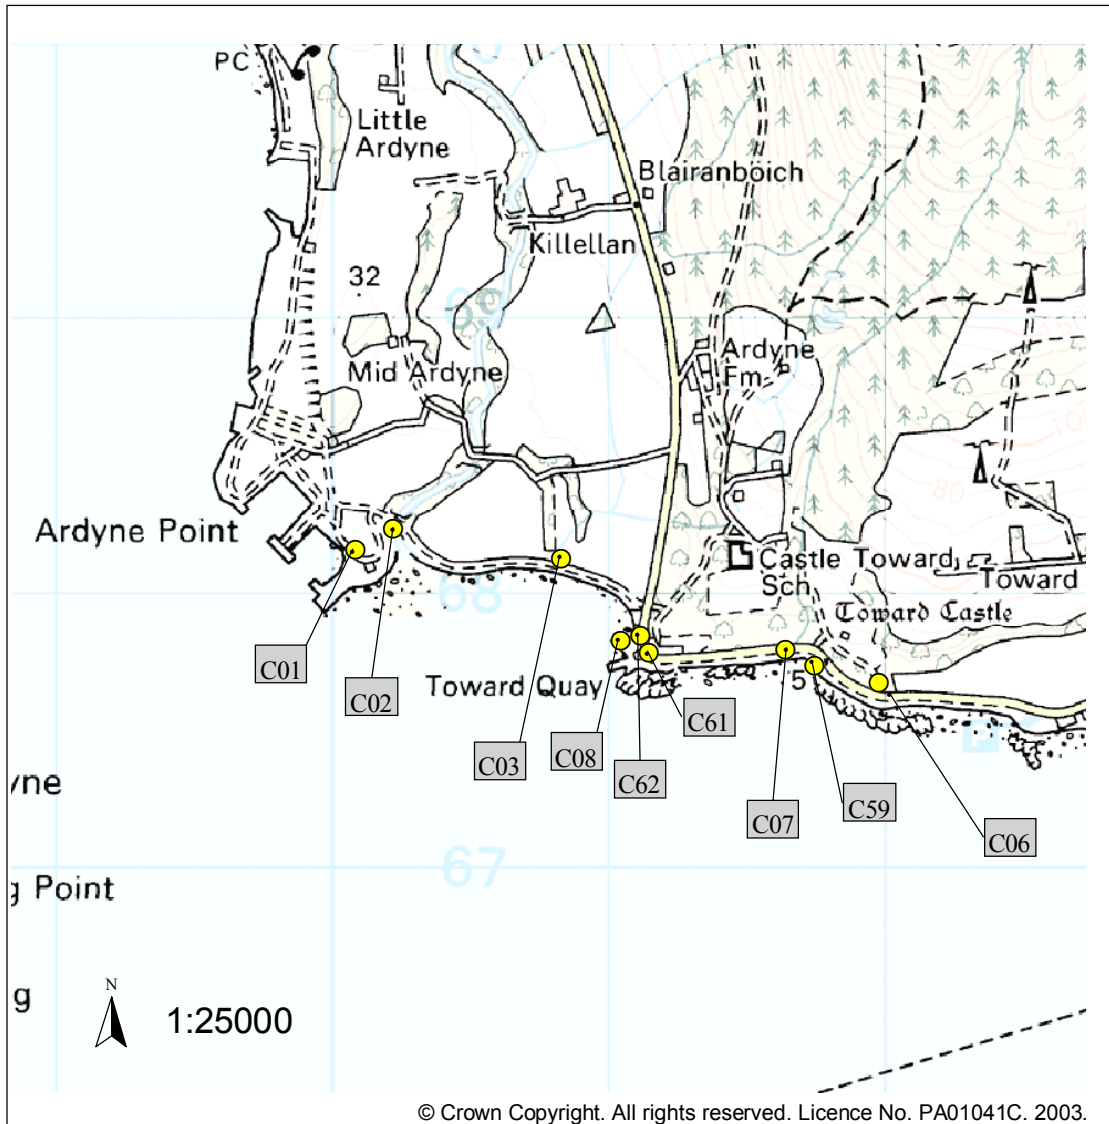 PC
Little
Ardyne
Blairanboich
Killellan
32
69
Mid Ardyne
Ardyne
Fm
80
Ardyne Point
Castle Toward
Sch
Toward
68
Toward Castle
C01
C02
Toward Quay
5
C61
C03
C08
C62
C07
C59
C06
P
67
yne
g Point
g
N
1:25000
© Crown Copyright. All rights reserved. Licence No. PA01041C. 2003.